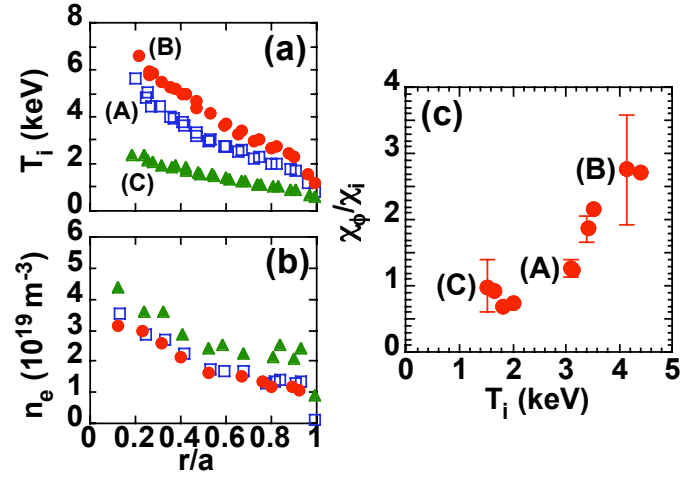 8
6
4
2
0
T_i (keV)
(a)
(B)
(A)
(C)
5
4
3
2
1
0
n_e (10^19 m^-3)
(b)
0 0.2 0.4 0.6 0.8 1
r/a
4
3
2
1
0
χ_ϕ/χ_i
(c)
(B)
(A)
(C)
0 1 2 3 4 5
T_i (keV)